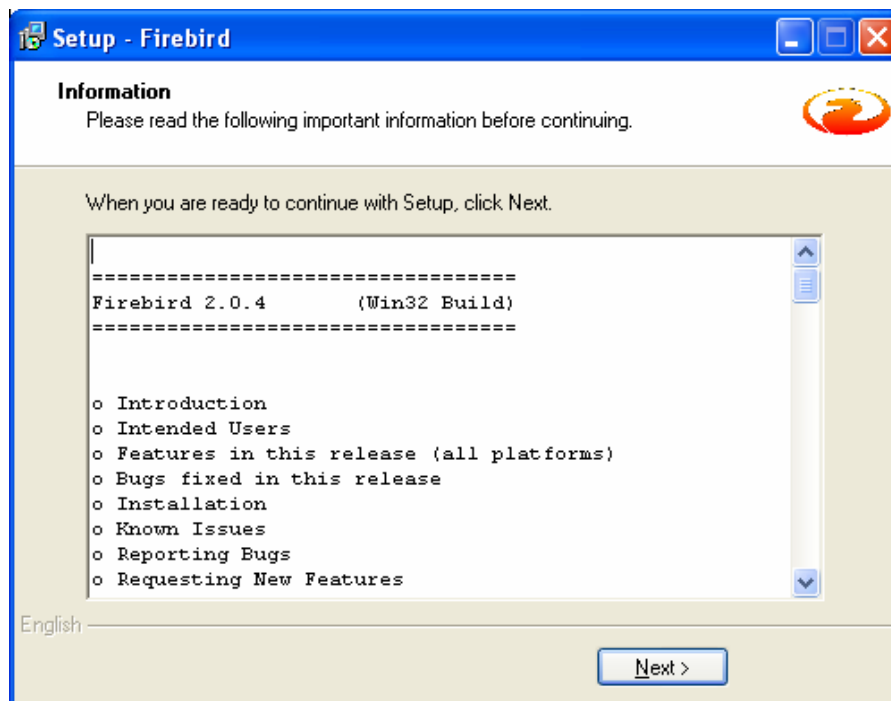 Setup - Firebird
Information
Please read the following important information before continuing.
When you are ready to continue with Setup, click Next.
==================================
Firebird 2.0.4       (Win32 Build)
==================================
o Introduction
o Intended Users
o Features in this release (all platforms)
o Bugs fixed in this release
o Installation
o Known Issues
o Reporting Bugs
o Requesting New Features
English
Next >